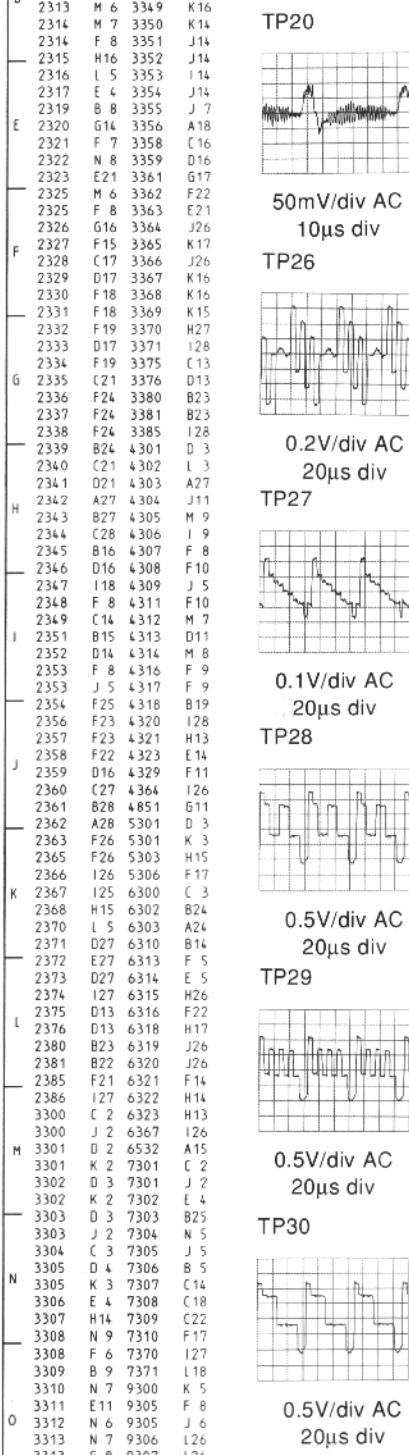 2313 M 6 3349 K16
2314 M 7 3350 K14
2314 F 8 3351 J14
2315 H16 3352 J14
2316 L 5 3353 I14
2317 E 4 3354 J14
2319 B 8 3355 J 7
E 2320 G14 3356 A18
2321 F 7 3358 C16
2322 N 8 3359 D16
2323 E21 3361 G17
2325 M 6 3362 F22
2325 F 8 3363 E21
2326 G16 3364 J26
F 2327 F15 3365 K17
2328 C17 3366 J26
2329 D17 3367 K16
2330 F18 3368 K16
2331 F18 3369 K15
2332 F19 3370 H27
2333 D17 3371 I28
2334 F19 3375 C13
G 2335 C21 3376 D13
2336 F24 3380 B23
2337 F24 3381 B23
2338 F24 3385 I28
2339 B24 4301 D 3
2340 C21 4302 L 3
2341 D21 4303 A27
H 2342 A27 4304 J11
2343 B27 4305 M 9
2344 C28 4306 I 9
2345 B16 4307 F 8
2346 D16 4308 F10
2347 I18 4309 J 5
2348 F 8 4311 F10
2349 C14 4312 M 7
I 2351 B15 4313 D11
2352 D14 4314 M 8
2353 F 8 4316 F 9
2353 J 5 4317 F 9
2354 F25 4318 B19
2356 F23 4320 I28
2357 F23 4321 H13
J 2358 F22 4323 E14
2359 D16 4329 F11
2360 C27 4364 I26
2361 B28 4851 G11
2362 A28 5301 D 3
2363 F26 5301 K 3
2365 F26 5303 H15
2366 I26 5306 F17
K 2367 I25 6300 C 3
2368 H15 6302 B24
2370 L 5 6303 A24
2371 D27 6310 B14
2372 E27 6313 F 5
2373 D27 6314 E 5
2374 I27 6315 H26
L 2375 D13 6316 F22
2376 D13 6318 H17
2380 B23 6319 J26
2381 B22 6320 J26
2385 F21 6321 F14
2386 I27 6322 H14
3300 C 2 6323 H13
3300 J 2 6367 I26
M 3301 D 2 6532 A15
3301 K 2 7301 C 2
3302 D 3 7301 J 2
3302 K 2 7302 E 4
3303 D 3 7303 B25
3303 J 2 7304 N 5
3304 C 3 7305 J 5
3305 D 4 7306 B 5
N 3305 K 3 7307 C14
3306 E 4 7308 C18
3307 H14 7309 C22
3308 N 9 7310 F17
3308 F 6 7370 I27
3309 B 9 7371 L18
3310 N 7 9300 K 5
3311 E11 9305 F 8
O 3312 N 6 9305 J 6
3313 N 7 9306 L26
TP20
50mV/div AC
10µs div
TP26
0.2V/div AC
20µs div
TP27
0.1V/div AC
20µs div
TP28
0.5V/div AC
20µs div
TP29
0.5V/div AC
20µs div
TP30
0.5V/div AC
20µs div